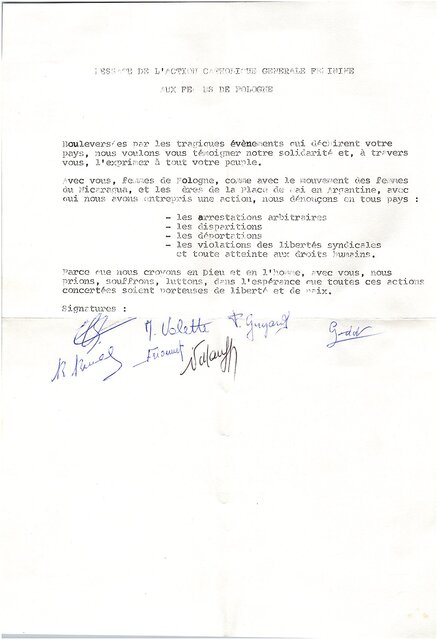 MESSAGE DE L'ACTION CATHOLIQUE GENERALE FEMININE
AUX FEMMES DE POLOGNE
Bouleversées par les tragiques évènements qui déchirent votre
pays, nous voulons vous témoigner notre solidarité et, à travers
vous, l'exprimer à tout votre peuple.
Avec vous, femmes de Pologne, comme avec le mouvement des femmes
du Nicaragua, et les mères de la Place de Mai en Argentine, avec
qui nous avons entrepris une action, nous dénonçons en tous pays :
- les arrestations arbitraires
- les disparitions
- les déportations
- les violations des libertés syndicales
et toute atteinte aux droits humains.
Parce que nous croyons en Dieu et en l'homme, avec vous, nous
prions, souffrons, luttons, dans l'espérance que toutes ces actions
concertées soient porteuses de liberté et de paix.
Signatures :
M. Valette